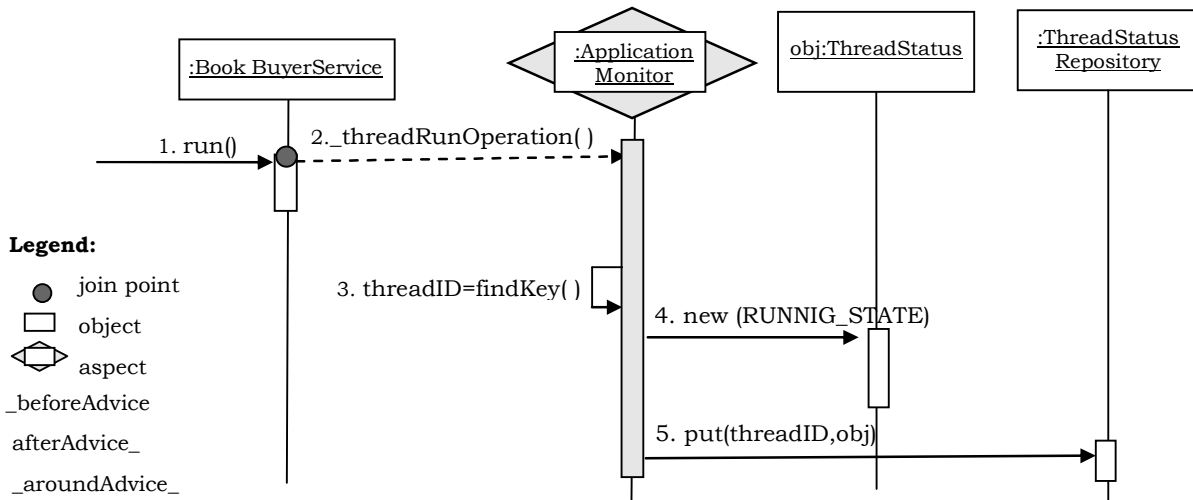 :Book BuyerService
:Application
Monitor
obj:ThreadStatus
:ThreadStatus
Repository
1. run()
2._threadRunOperation( )
3. threadID=findKey( )
4. new (RUNNIG_STATE)
5. put(threadID,obj)
Legend:
join point
object
aspect
_beforeAdvice
afterAdvice_
_aroundAdvice_